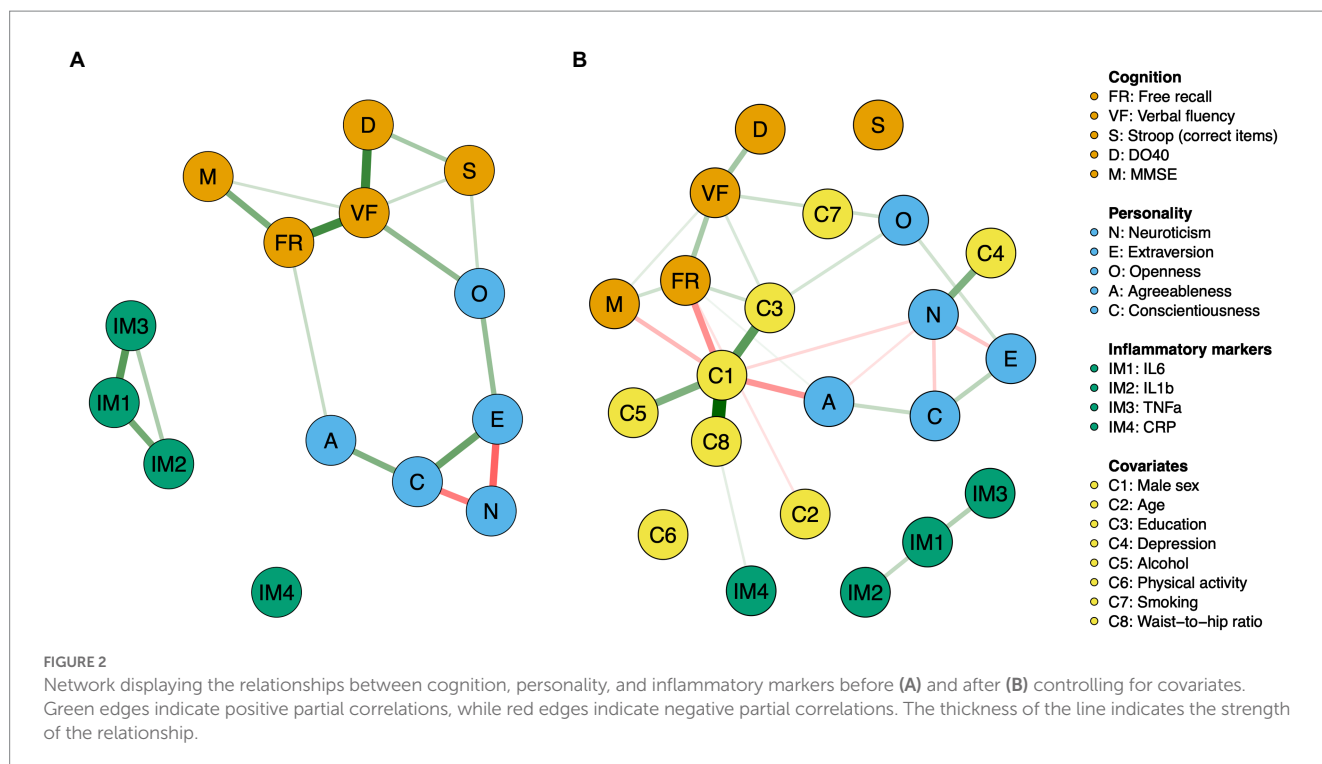 A
B
D
S
M
VF
FR
O
IM3
IM1
IM2
A
E
C
N
IM4
D
S
VF
C7
O
C4
FR
M
C3
N
E
C1
A
C
C5
C8
C2
C6
IM3
IM1
IM4
IM2
Cognition
FR: Free recall
VF: Verbal fluency
S: Stroop (correct items)
D: DO40
M: MMSE
Personality
N: Neuroticism
E: Extraversion
O: Openness
A: Agreeableness
C: Conscientiousness
Inflammatory markers
IM1: IL6
IM2: IL1b
IM3: TNFa
IM4: CRP
Covariates
C1: Male sex
C2: Age
C3: Education
C4: Depression
C5: Alcohol
C6: Physical activity
C7: Smoking
C8: Waist−to−hip ratio
FIGURE 2
Network displaying the relationships between cognition, personality, and inflammatory markers before (A) and after (B) controlling for covariates.
Green edges indicate positive partial correlations, while red edges indicate negative partial correlations. The thickness of the line indicates the strength
of the relationship.